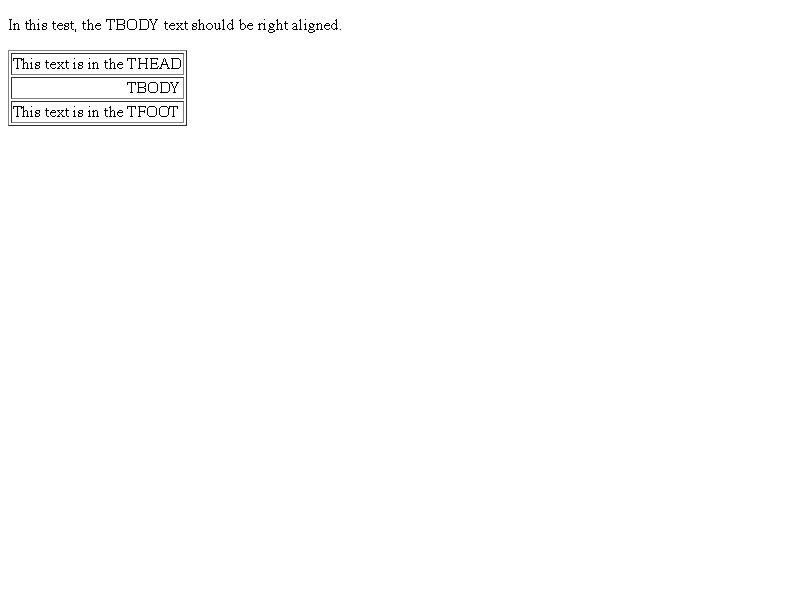 In this test, the TBODY text should be right aligned.
This text is in the THEAD
TBODY
This text is in the TFOOT